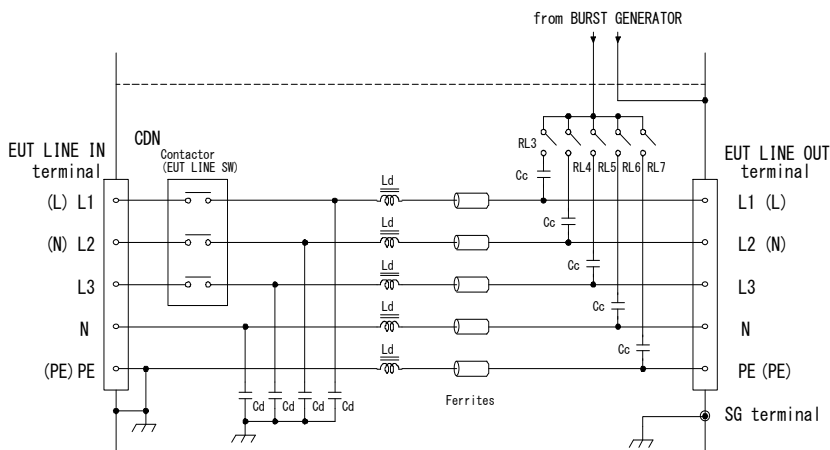 from BURST GENERATOR
CDN
EUT LINE IN
terminal
Contactor
(EUT LINE SW)
RL3
RL4
RL5
RL6
RL7
EUT LINE OUT
terminal
(L) L1
Ld
Cc
L1 (L)
(N) L2
Ld
Cc
L2 (N)
L3
Ld
Cc
L3
N
Ld
Cc
N
(PE) PE
Ld
Cc
PE (PE)
Cd
Cd
Cd
Cd
Ferrites
SG terminal